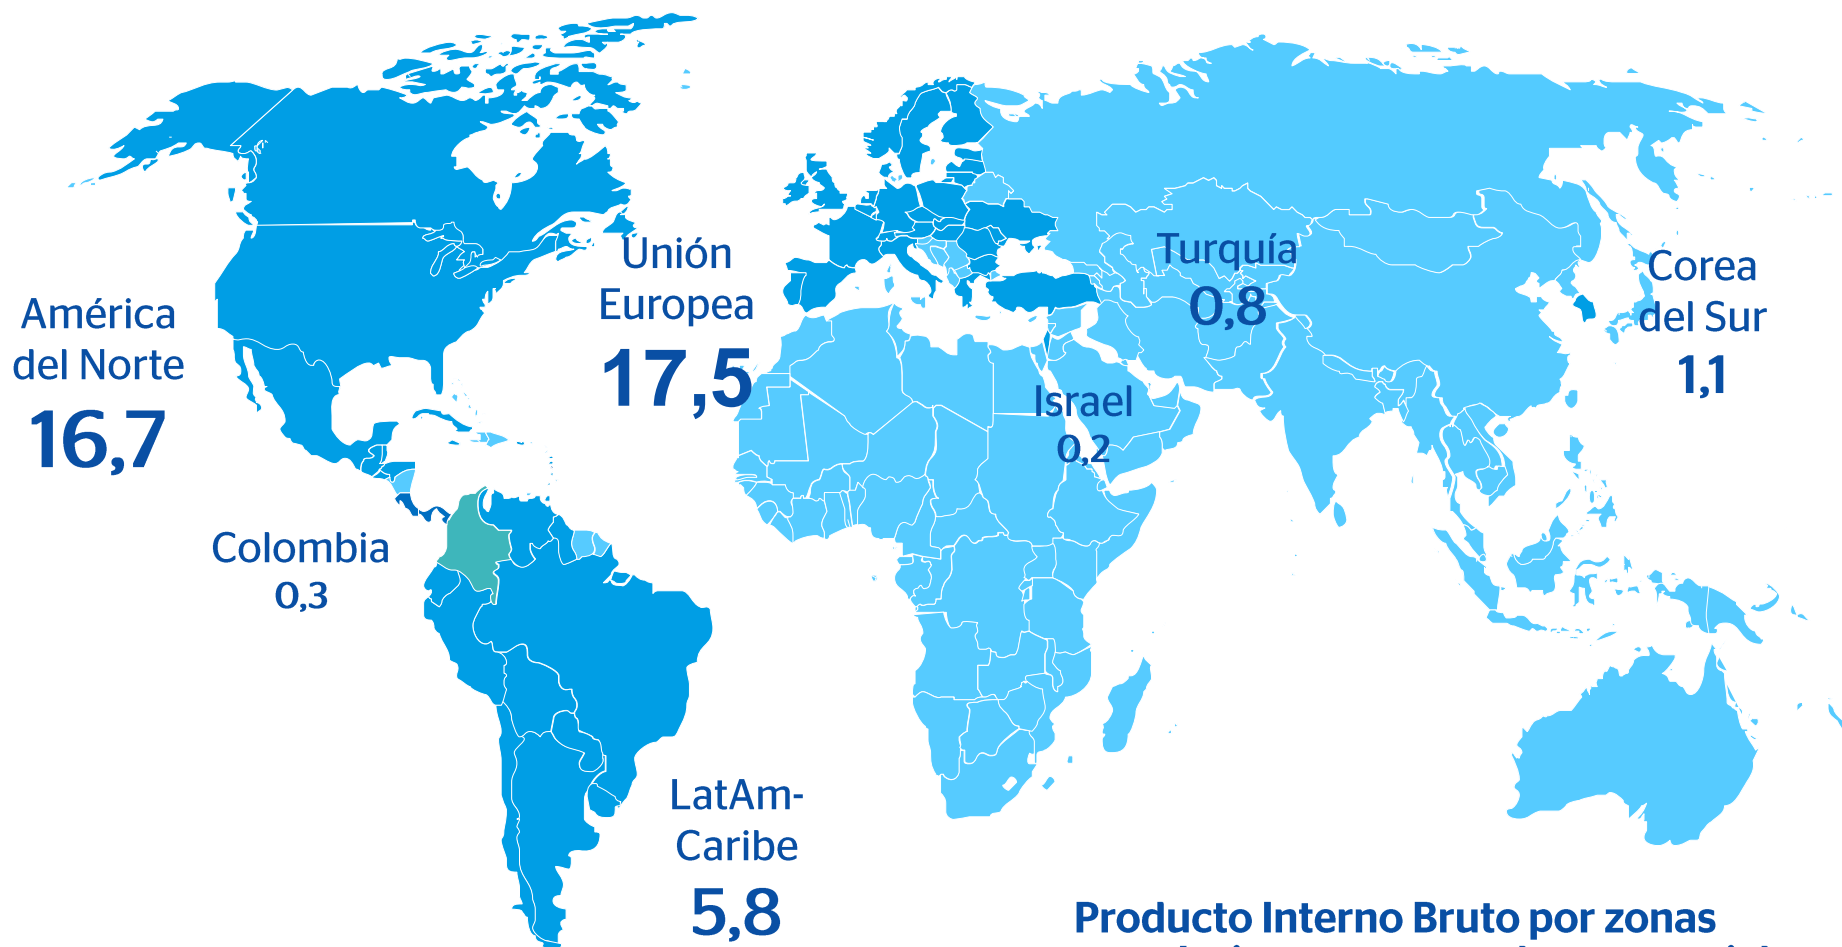 Unión
Europea
17,5
América
del Norte
16,7
Turquía
0,8
Corea
del Sur
1,1
Israel
0,2
Colombia
0,3
LatAm-
Caribe
5,8
Producto Interno Bruto por zonas